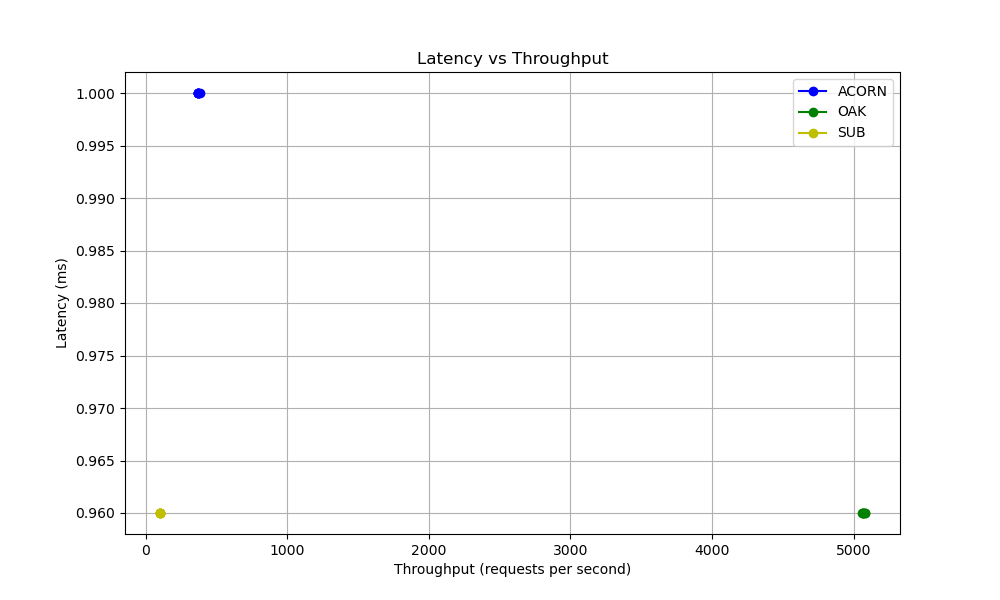 Latency vs Throughput
1.000
0.995
0.990
0.985
0.980
0.975
0.970
0.965
0.960
Latency (ms)
ACORN
OAK
SUB
0 1000 2000 3000 4000 5000
Throughput (requests per second)